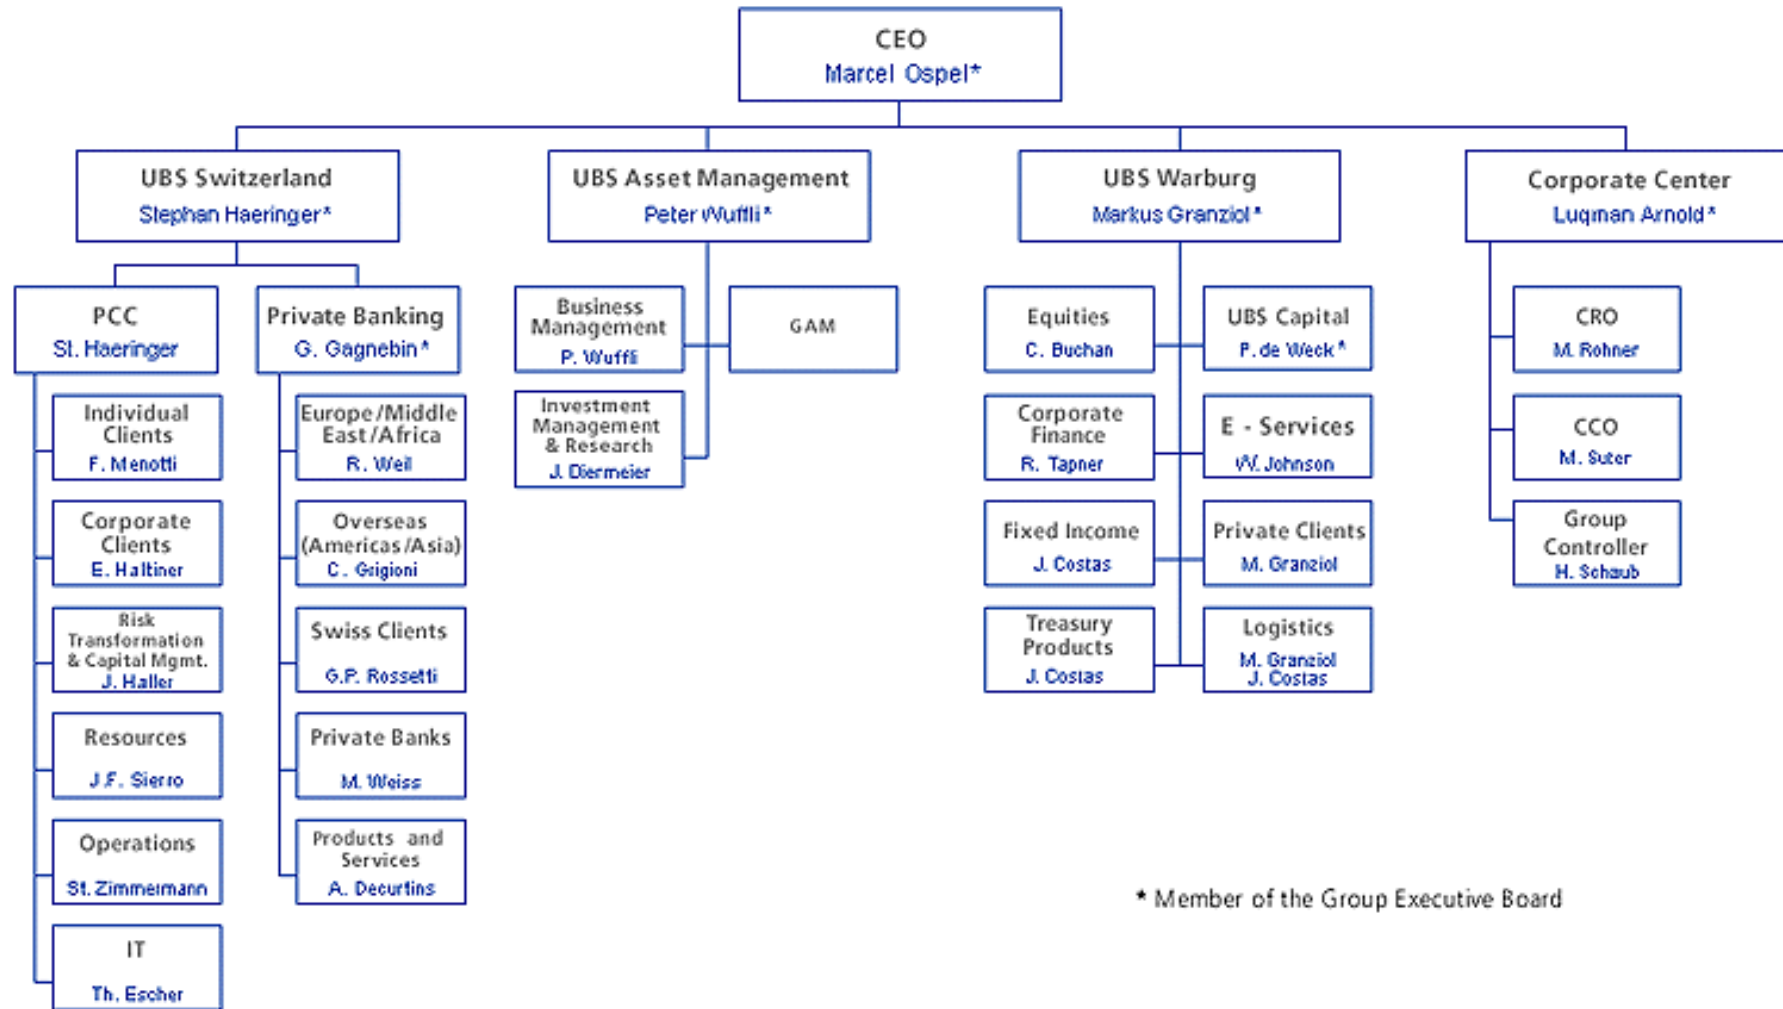 CEO
Marcel Ospel*
UBS Switzerland
Stephan Haeringer*
UBS Asset Management
Peter Wuffli*
UBS Warburg
Markus Granziol*
Corporate Center
Luqman Arnold*
PCC
St. Haeringer
Individual
Clients
F. Menotti
Corporate
Clients
E. Haltiner
Risk
Transformation
& Capital Mgmt.
J. Haller
Resources
J.F. Sierro
Operations
St. Zimmermann
IT
Th. Escher
Private Banking
G. Gagnebin*
Europe/Middle
East/Africa
R. Weil
Overseas
(Americas/Asia)
C. Grigioni
Swiss Clients
G.P. Rossetti
Private Banks
M. Weiss
Products and
Services
A. Decurtins
Business
Management
P. Wuffli
GAM
Investment
Management
& Research
J. Diermeier
Equities
C. Buchan
UBS Capital
P. de Weck*
Corporate
Finance
R. Tapner
E - Services
W. Johnson
Fixed Income
J. Costas
Private Clients
M. Granziol
Treasury
Products
J. Costas
Logistics
M. Granziol
J. Costas
CRO
M. Rohner
CCO
M. Suter
Group
Controller
H. Schaub
* Member of the Group Executive Board